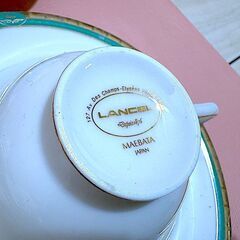 127 Av. Des Champs-Elysées
LANCEL
MAEBATA
JAPAN